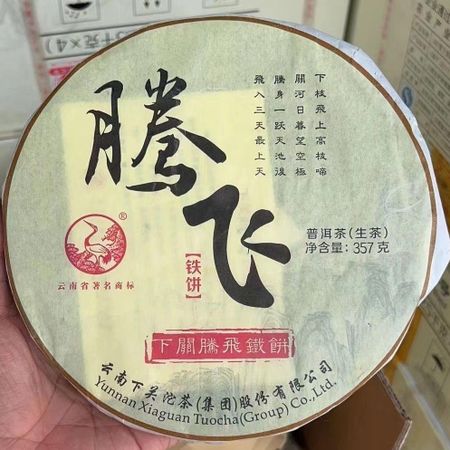 下枝飛上高枝啼
關河日暮望空極
騰身一跃天池後
飛入三天最上天
腾飞
【铁饼】
普洱茶(生茶)
净含量: 357克
®
云南省著名商标
下關騰飛鐵餅
云南下关沱茶(集团)股份有限公司
Yunnan Xiaguan Tuocha(Group) Co.,Ltd.